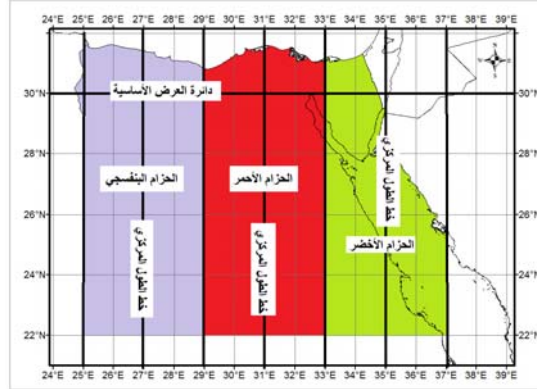 24°E 25°E 26°E 27°E 28°E 29°E 30°E 31°E 32°E 33°E 34°E 35°E 36°E 37°E 38°E 39°E
30°N
دائرة العرض الأساسية
30°N
28°N
28°N
الحزام البنفسجي
الحزام الأحمر
خط الطول المركزي
26°N
26°N
الحزام الأخضر
خط الطول المركزي
خط الطول المركزي
24°N
24°N
22°N
22°N
24°E 25°E 26°E 27°E 28°E 29°E 30°E 31°E 32°E 33°E 34°E 35°E 36°E 37°E 38°E 39°E